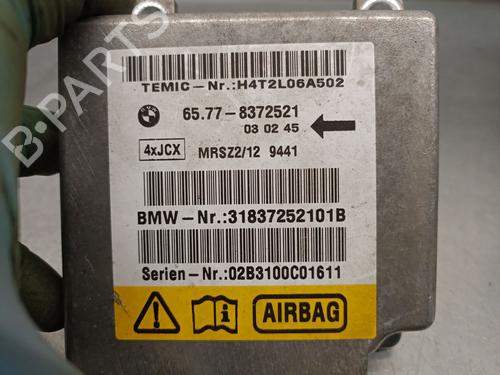 B-PARTS
TEMIC-Nr.:H4T2L06A502
65.77-8372521
03 02 45
4xJCX MRSZ2/12 9441
BMW-Nr.:31837252101B
Serien-Nr.:02B3100C01611
AIRBAG